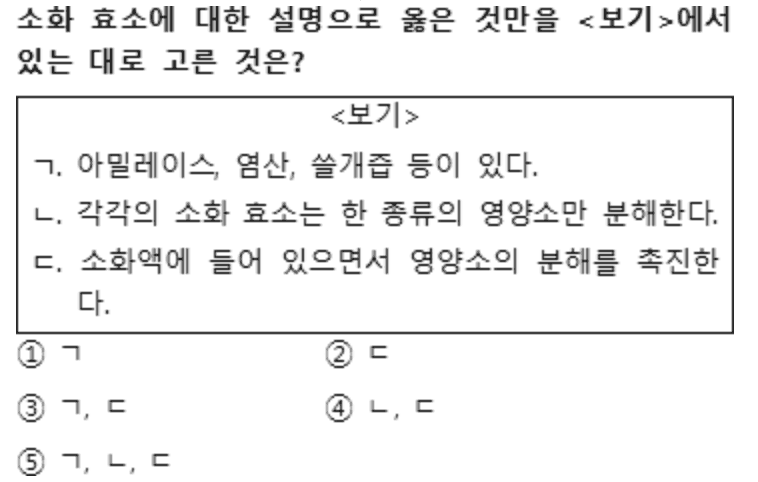 소화 효소에 대한 설명으로 옳은 것만을 <보기>에서
있는 대로 고른 것은?
<보기>
ㄱ. 아밀레이스, 염산, 쓸개즙 등이 있다.
ㄴ. 각각의 소화 효소는 한 종류의 영양소만 분해한다.
ㄷ. 소화액에 들어 있으면서 영양소의 분해를 촉진한
다.
① ㄱ ② ㄷ
③ ㄱ, ㄷ ④ ㄴ, ㄷ
⑤ ㄱ, ㄴ, ㄷ